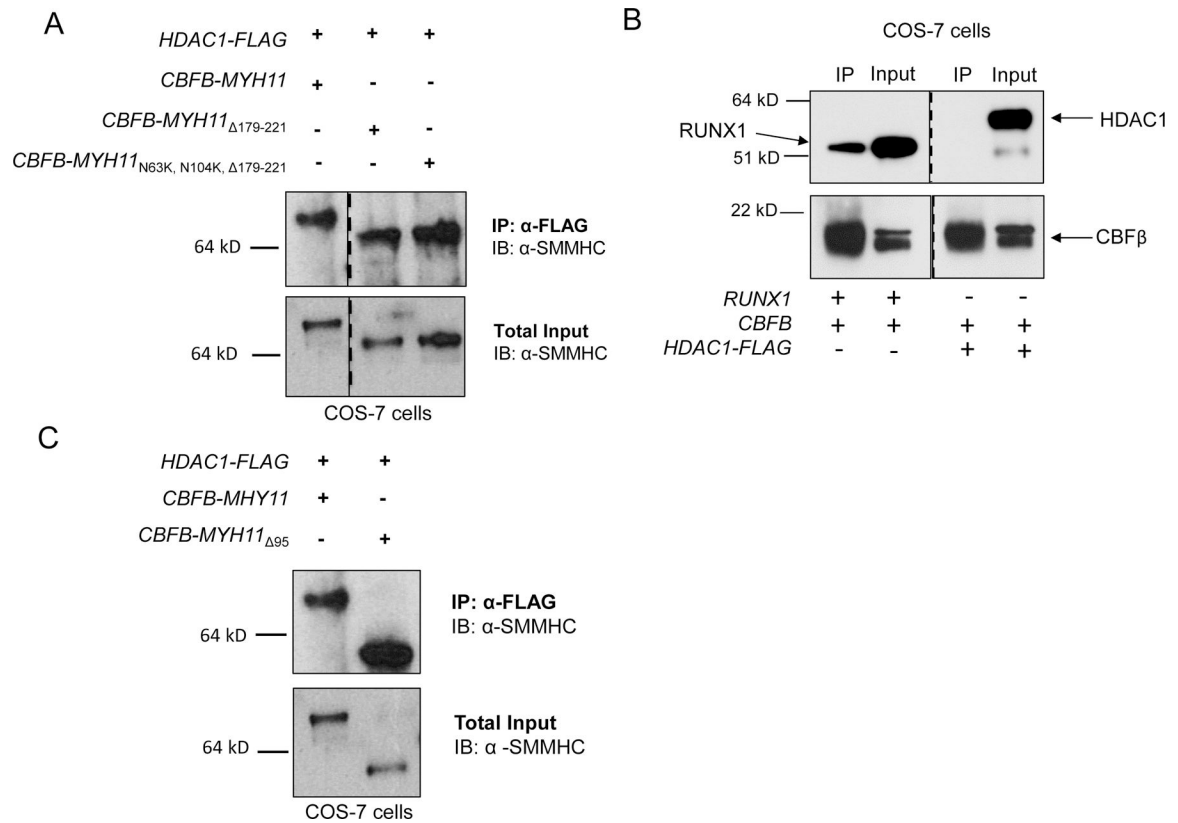 A
HDAC1-FLAG + + +
CBFB-MYH11 + - -
CBFB-MYH11Δ179-221 - + -
CBFB-MYH11N63K, N104K, Δ179-221 - - +
64 kD
IP: α-FLAG
IB: α-SMMHC
64 kD
Total Input
IB: α-SMMHC
COS-7 cells
B
COS-7 cells
IP Input IP Input
64 kD
RUNX1
51 kD
HDAC1
22 kD
CBFβ
RUNX1 + + - -
CBFB + + + +
HDAC1-FLAG - - + +
C
HDAC1-FLAG + +
CBFB-MHY11 + -
CBFB-MYH11Δ95 - +
64 kD
IP: α-FLAG
IB: α-SMMHC
64 kD
Total Input
IB: α -SMMHC
COS-7 cells